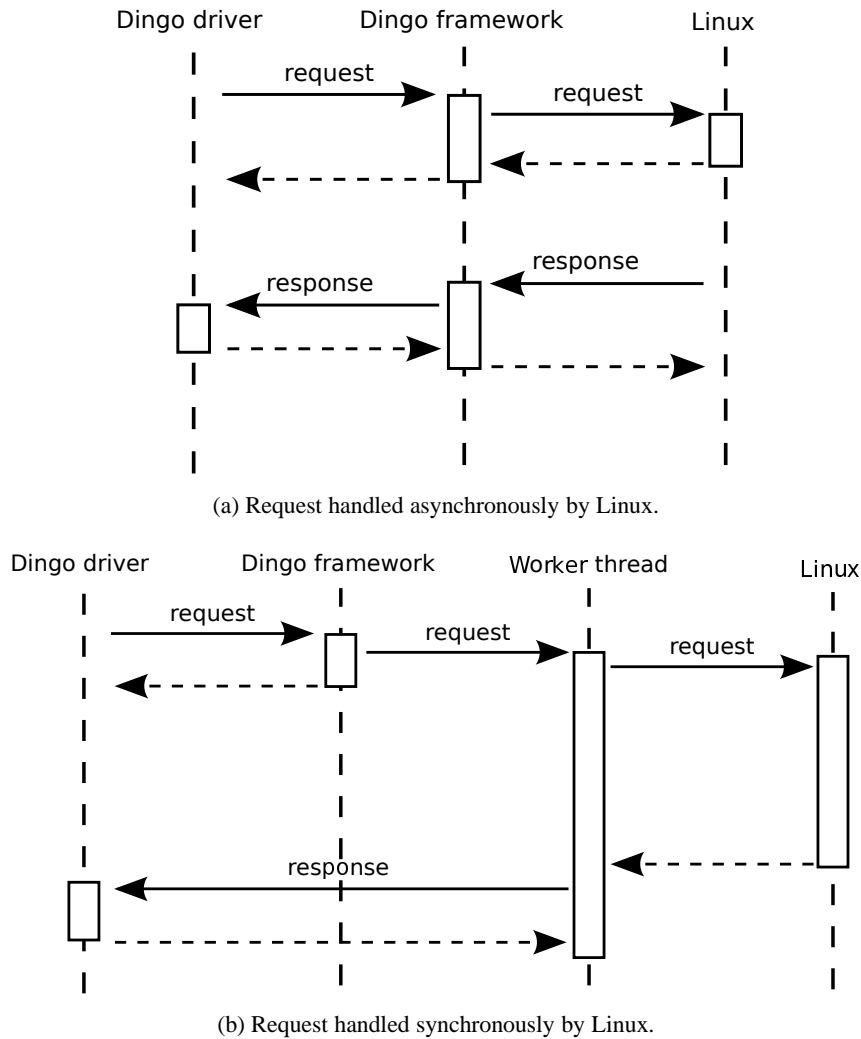 Dingo driver Dingo framework Linux
request
request
response
response
(a) Request handled asynchronously by Linux.
Dingo driver Dingo framework Worker thread Linux
request
request
request
response
(b) Request handled synchronously by Linux.